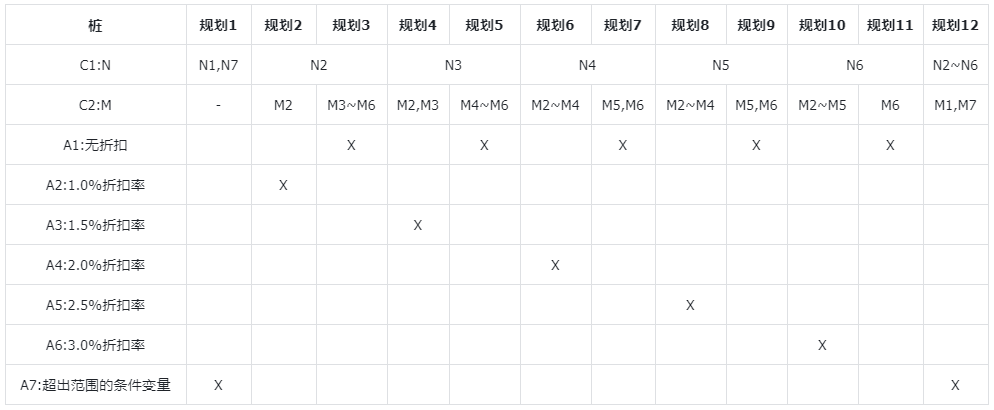 桩 规划1 规划2 规划3 规划4 规划5 规划6 规划7 规划8 规划9 规划10 规划11 规划12
C1:N N1,N7 N2 N3 N4 N5 N6 N2~N6
C2:M - M2 M3~M6 M2,M3 M4~M6 M2~M4 M5,M6 M2~M4 M5,M6 M2~M5 M6 M1,M7
A1:无折扣 X X X X X
A2:1.0%折扣率 X
A3:1.5%折扣率 X
A4:2.0%折扣率 X
A5:2.5%折扣率 X
A6:3.0%折扣率 X
A7:超出范围的条件变量 X X